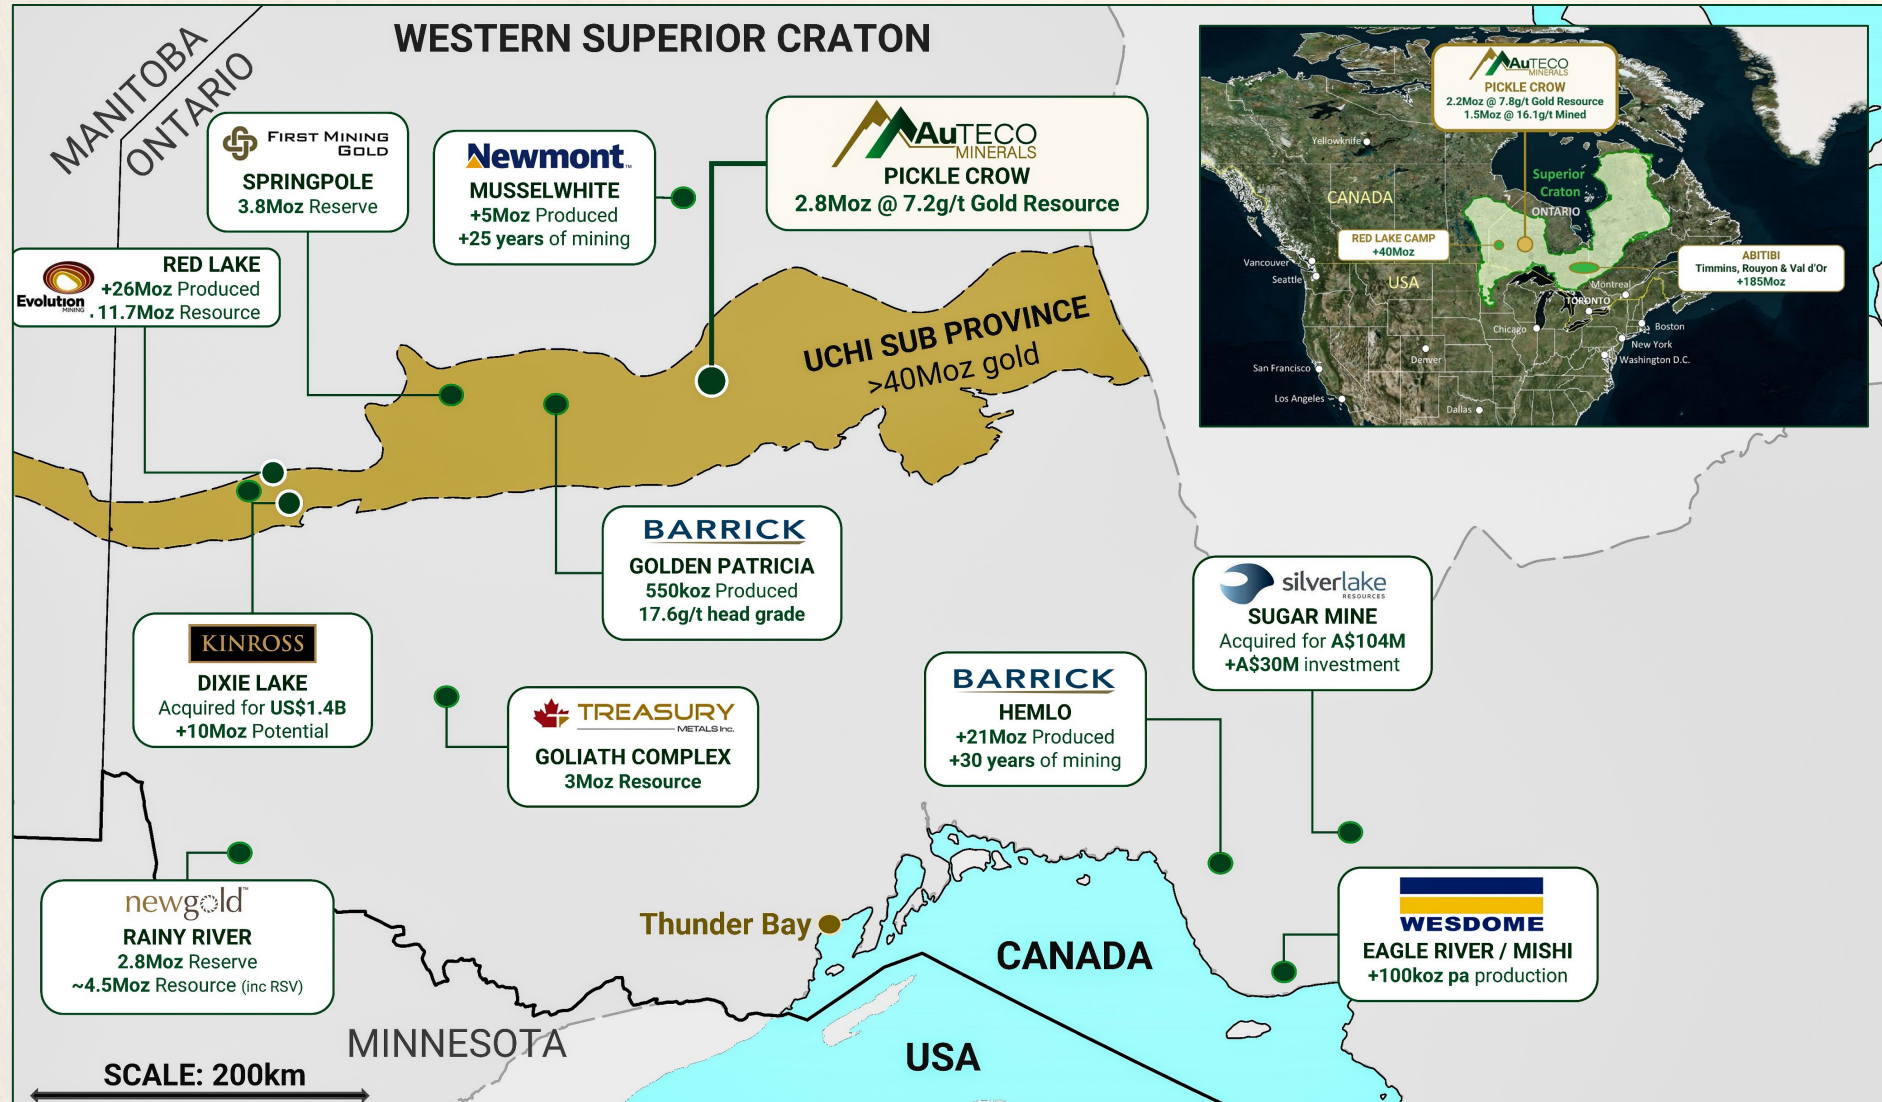 WESTERN SUPERIOR CRATON
MANITOBA
ONTARIO
FIRST MINING
GOLD
SPRINGPOLE
3.8Moz Reserve
Newmont™
MUSSELWHITE
+5Moz Produced
+25 years of mining
AuTECO
MINERALS
PICKLE CROW
2.8Moz @ 7.2g/t Gold Resource
Evolution
MINING
RED LAKE
+26Moz Produced
11.7Moz Resource
UCHI SUB PROVINCE
>40Moz gold
AuTECO
MINERALS
PICKLE CROW
2.2Moz @ 7.8g/t Gold Resource
1.5Moz @ 16.1g/t Mined
Yellowknife
CANADA
Superior
Craton
ONTARIO
RED LAKE CAMP
+40Moz
ABITIBI
Timmins, Rouyon & Val d'Or
+185Moz
Vancouver
Seattle
USA
Montreal
TORONTO
Chicago
Boston
New York
Washington D.C.
Denver
San Francisco
Los Angeles
Dallas
BARRICK
GOLDEN PATRICIA
550koz Produced
17.6g/t head grade
KINROSS
DIXIE LAKE
Acquired for US$1.4B
+10Moz Potential
TREASURY
METALS Inc.
GOLIATH COMPLEX
3Moz Resource
silverlake
RESOURCES
SUGAR MINE
Acquired for A$104M
+A$30M investment
BARRICK
HEMLO
+21Moz Produced
+30 years of mining
newgold™
RAINY RIVER
2.8Moz Reserve
~4.5Moz Resource (inc RSV)
WESDOME
EAGLE RIVER / MISHI
+100koz pa production
Thunder Bay
CANADA
USA
MINNESOTA
SCALE: 200km